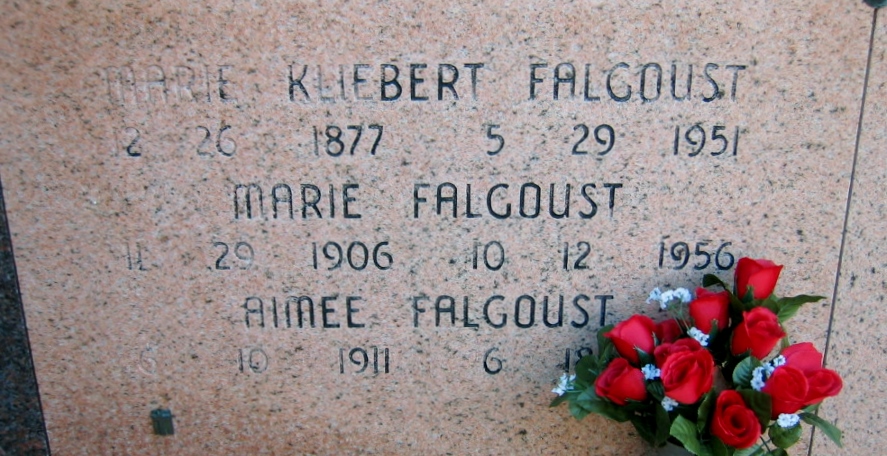 MARIE KLIEBERT FALGOUST
12 26 1877 5 29 1951
MARIE FALGOUST
11 29 1906 10 12 1956
AIMEE FALGOUST
6 10 1911 6